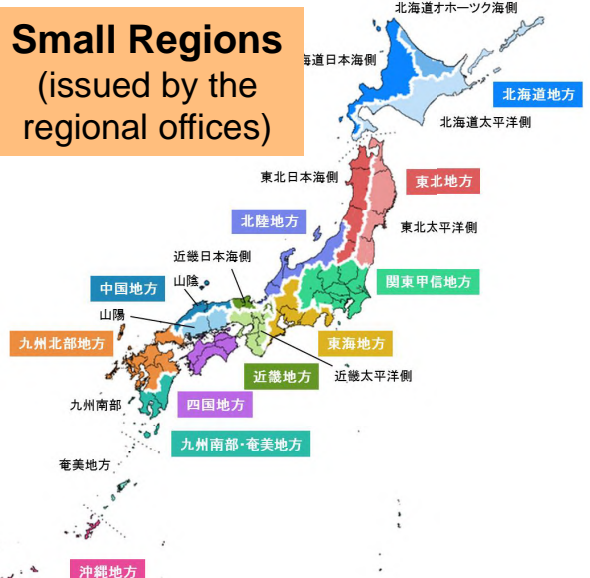 Small Regions
(issued by the
regional offices)
北海道オホーツク海側
海道日本海側
北海道地方
北海道太平洋側
東北日本海側
東北地方
北陸地方
東北太平洋側
近畿日本海側
山陰
中国地方
関東甲信地方
山陽
九州北部地方
東海地方
近畿地方
近畿太平洋側
九州南部
四国地方
九州南部・奄美地方
奄美地方
沖縄地方